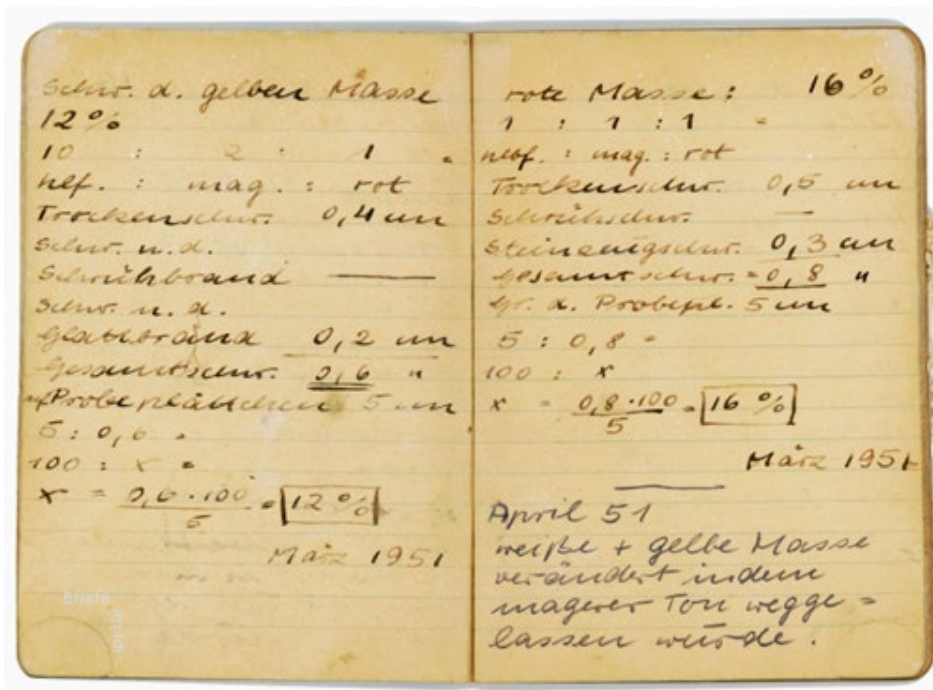 Schw. d. gelben Masse
12%
10 : 2 : 1 =
hlf. : mag. : rot
Trockenschw. 0,4 cm
Schw. n. d.
Schrühbrand —
Schw. n. d.
Glattbrand 0,2 cm
Gesamtschw. 0,6 "
Probeplättchen 5 cm
5 : 0,6 =
100 : x =
x = 0,6 · 100 / 5 = 12%
März 1951
rote Masse : 16%
1 : 1 : 1 =
hlbf. : mag. : rot
Trockenschw. 0,5 cm
Schrühschw. —
Steinzeugschw. 0,3 cm
Gesamtschw. = 0,8 "
Gr. d. Probepl. 5 cm
5 : 0,8 =
100 : x
x = 0,8 · 100 / 5 = 16%
März 1951
April 51
weiße + gelbe Masse
verändert indem
magerer Ton wegge =
lassen wurde.
Briefe